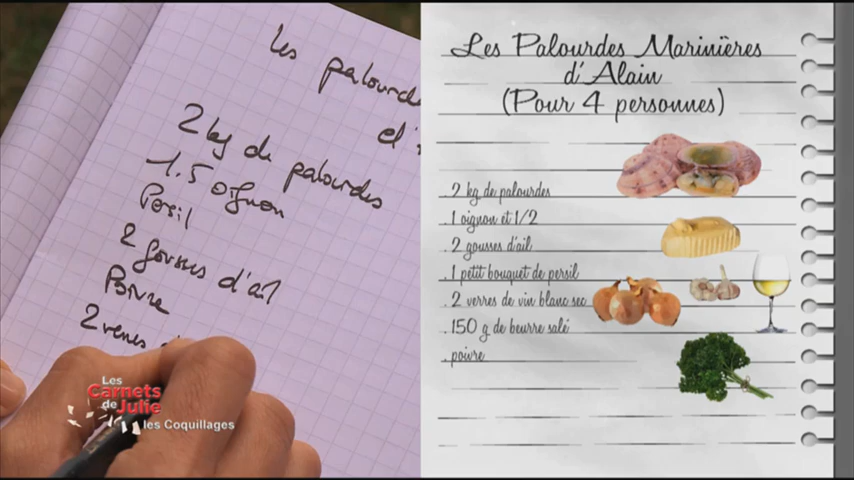 les palourdes
d'
2 kg de palourdes
1.5 oignon
Persil
2 gousses d'ail
Poivre
2 verres
Les
Carnets
de
Julie
les Coquillages
Les Palourdes Marinières
d'Alain
(Pour 4 personnes)
. 2 kg de palourdes
. 1 oignon et 1/2
. 2 gousses d'ail
. 1 petit bouquet de persil
. 2 verres de vin blanc sec
. 150 g de beurre salé
. poivre